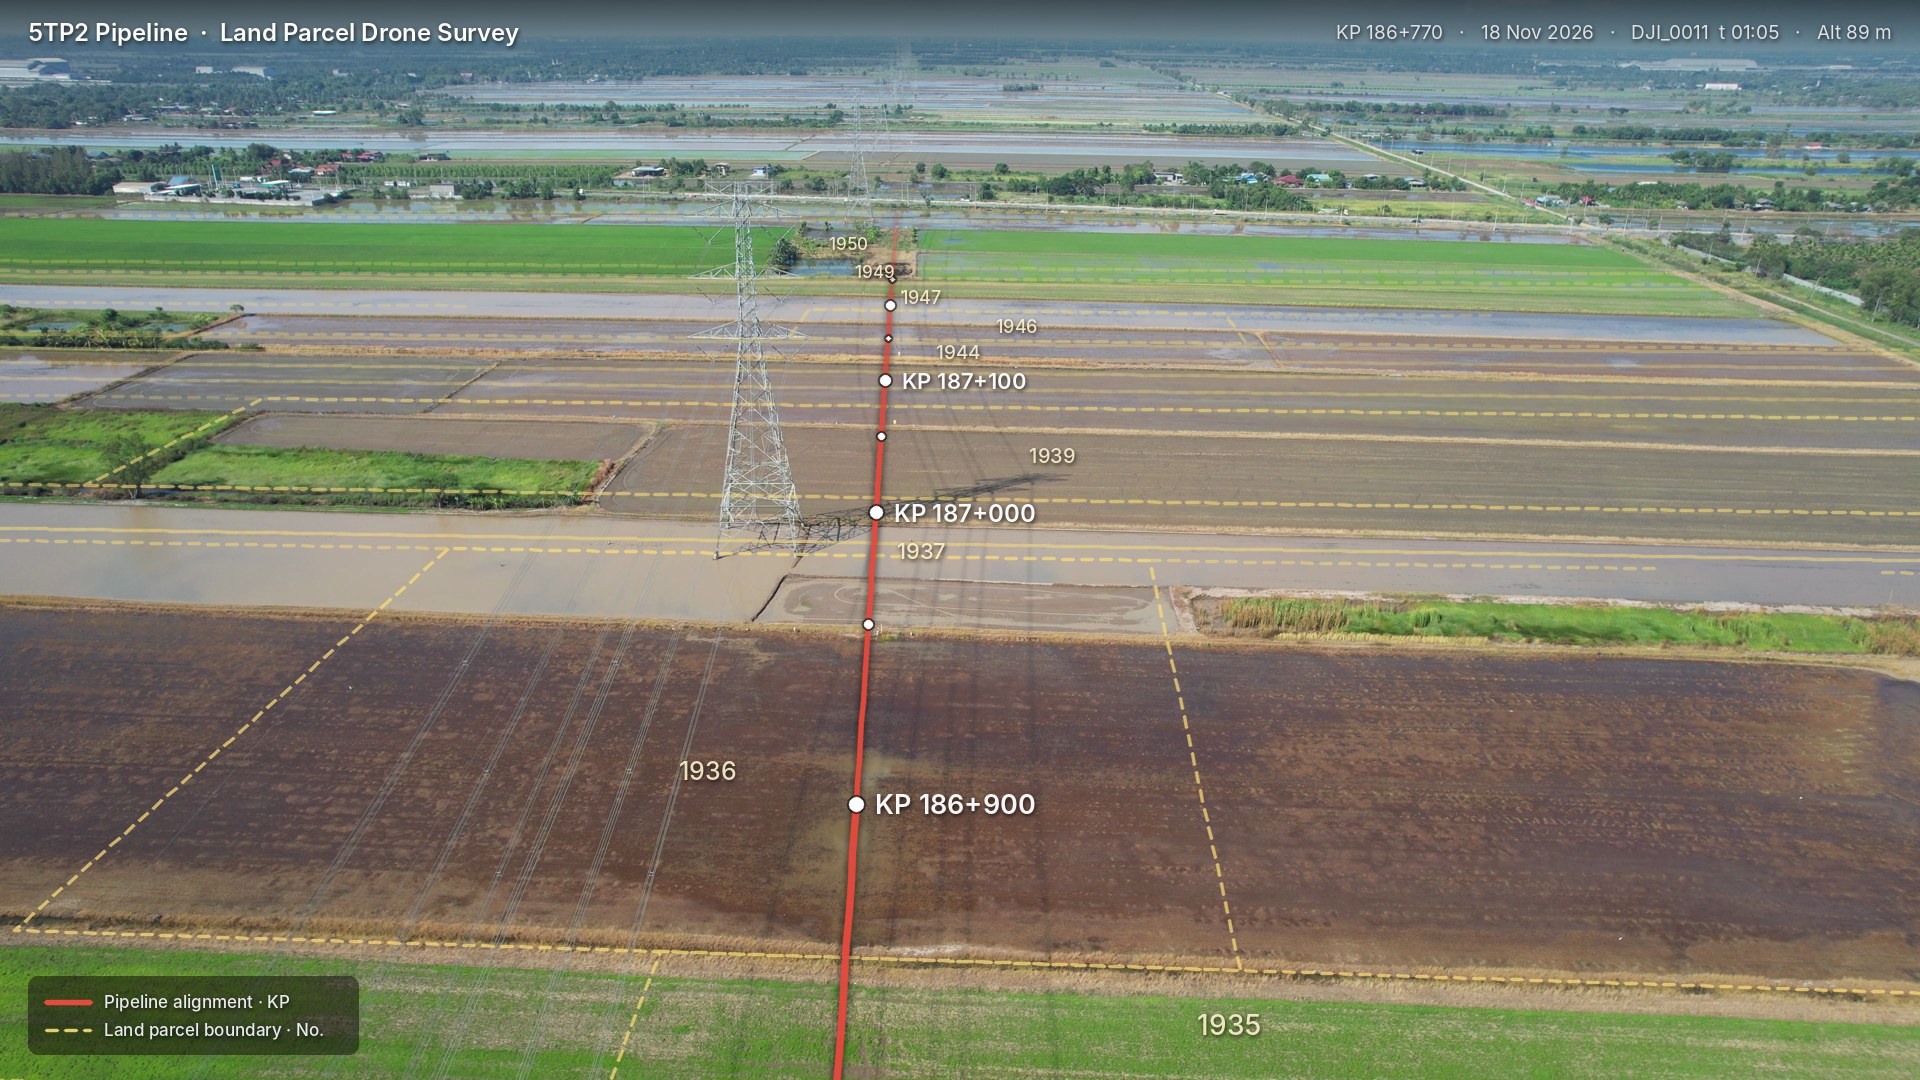 5TP2 Pipeline · Land Parcel Drone Survey
KP 186+770 · 18 Nov 2026 · DJI_0011 t 01:05 · Alt 89 m
1950
1949
1947
1946
1944
KP 187+100
1939
KP 187+000
1937
1936
KP 186+900
1935
Pipeline alignment · KP
Land parcel boundary · No.